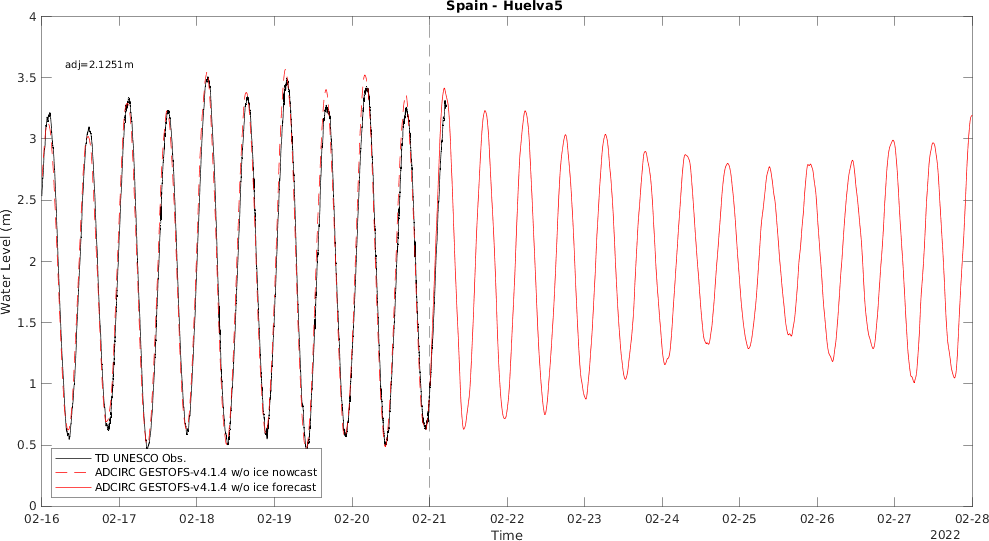 Spain - Huelva5
4
3.5
3
2.5
2
1.5
1
0.5
0
Water Level (m)
adj=2.1251m
TD UNESCO Obs.
ADCIRC GESTOFS-v4.1.4 w/o ice nowcast
ADCIRC GESTOFS-v4.1.4 w/o ice forecast
02-16 02-17 02-18 02-19 02-20 02-21 02-22 02-23 02-24 02-25 02-26 02-27 02-28
Time
2022